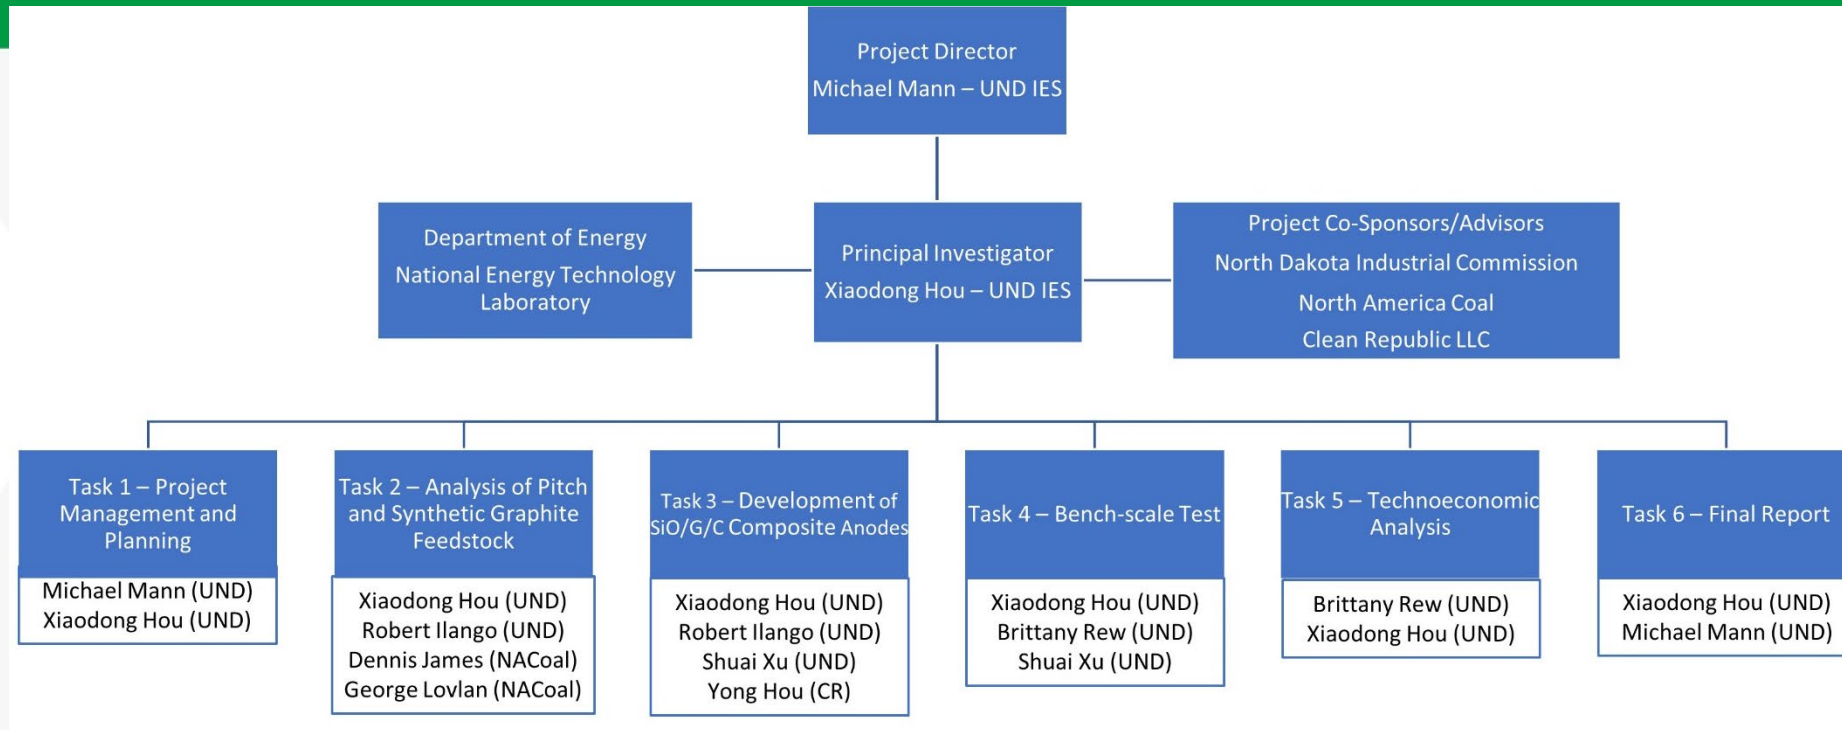 Project Director
Michael Mann – UND IES
Department of Energy
National Energy Technology
Laboratory
Principal Investigator
Xiaodong Hou – UND IES
Project Co-Sponsors/Advisors
North Dakota Industrial Commission
North America Coal
Clean Republic LLC
Task 1 – Project
Management and
Planning
Michael Mann (UND)
Xiaodong Hou (UND)
Task 2 – Analysis of Pitch
and Synthetic Graphite
Feedstock
Xiaodong Hou (UND)
Robert Ilango (UND)
Dennis James (NACoal)
George Lovlan (NACoal)
Task 3 – Development of
SiO/G/C Composite Anodes
Xiaodong Hou (UND)
Robert Ilango (UND)
Shuai Xu (UND)
Yong Hou (CR)
Task 4 – Bench-scale Test
Xiaodong Hou (UND)
Brittany Rew (UND)
Shuai Xu (UND)
Task 5 – Technoeconomic
Analysis
Brittany Rew (UND)
Xiaodong Hou (UND)
Task 6 – Final Report
Xiaodong Hou (UND)
Michael Mann (UND)